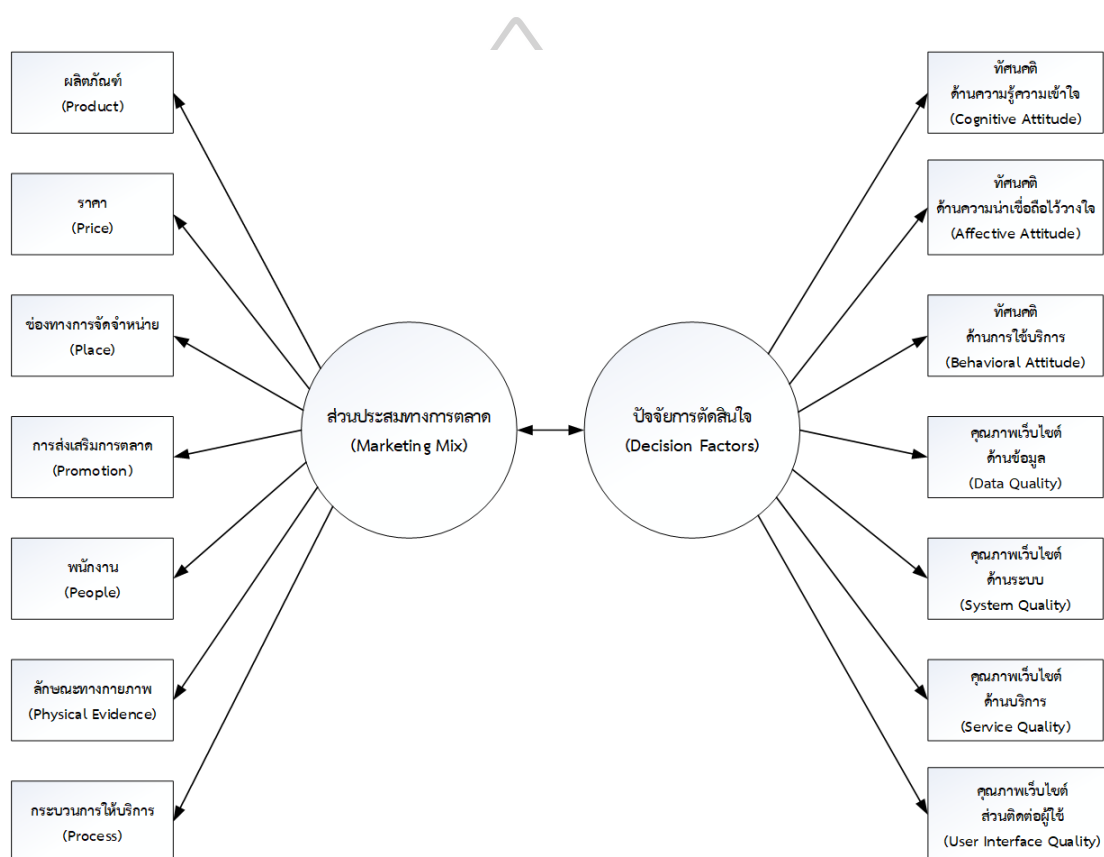 ผลิตภัณฑ์
(Product)
ราคา
(Price)
ช่องทางการจัดจำหน่าย
(Place)
การส่งเสริมการตลาด
(Promotion)
พนักงาน
(People)
ลักษณะทางกายภาพ
(Physical Evidence)
กระบวนการให้บริการ
(Process)
ส่วนประสมทางการตลาด
(Marketing Mix)
ปัจจัยการตัดสินใจ
(Decision Factors)
ทัศนคติ
ด้านความรู้ความเข้าใจ
(Cognitive Attitude)
ทัศนคติ
ด้านความน่าเชื่อถือไว้วางใจ
(Affective Attitude)
ทัศนคติ
ด้านการใช้บริการ
(Behavioral Attitude)
คุณภาพเว็บไซต์
ด้านข้อมูล
(Data Quality)
คุณภาพเว็บไซต์
ด้านระบบ
(System Quality)
คุณภาพเว็บไซต์
ด้านบริการ
(Service Quality)
คุณภาพเว็บไซต์
ส่วนติดต่อผู้ใช้
(User Interface Quality)